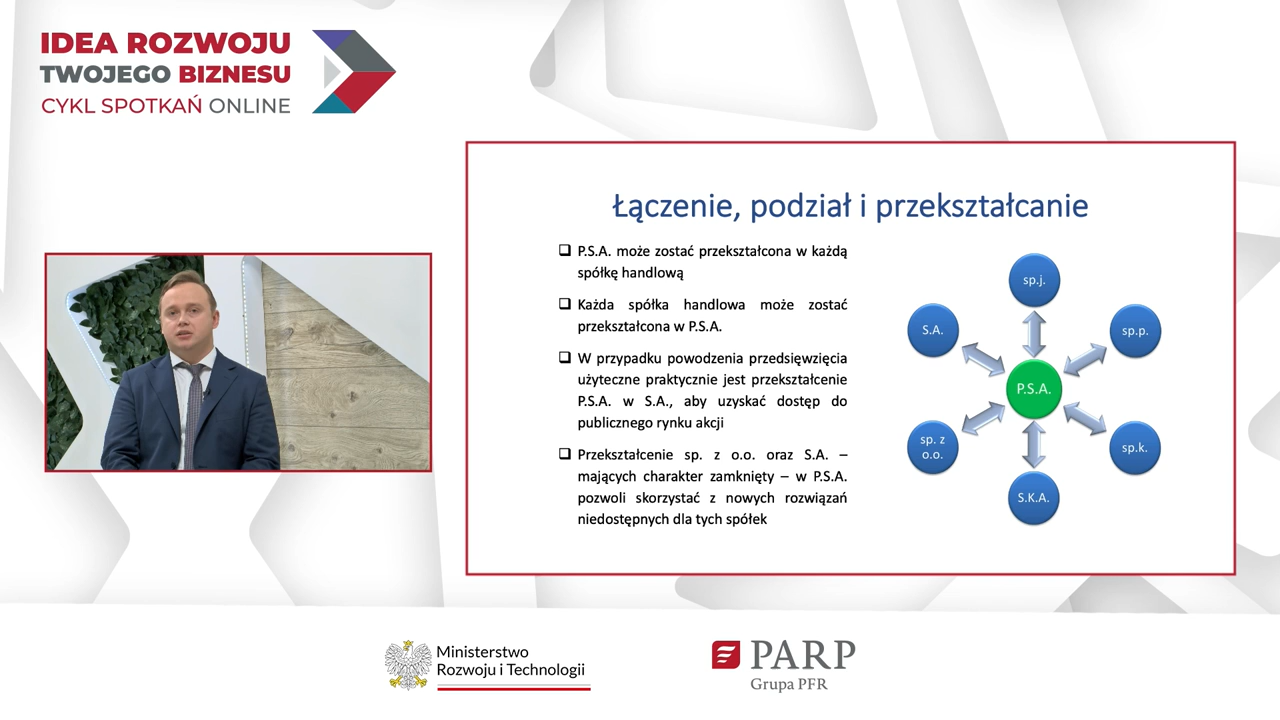 IDEA ROZWOJU
TWOJEGO BIZNESU
CYKL SPOTKAŃ ONLINE
Łączenie, podział i przekształcanie
P.S.A. może zostać przekształcona w każdą
spółkę handlową
Każda spółka handlowa może zostać
przekształcona w P.S.A.
W przypadku powodzenia przedsięwzięcia
użyteczne praktycznie jest przekształcenie
P.S.A. w S.A., aby uzyskać dostęp do
publicznego rynku akcji
Przekształcenie sp. z o.o. oraz S.A. –
mających charakter zamknięty – w P.S.A.
pozwoli skorzystać z nowych rozwiązań
niedostępnych dla tych spółek
sp.j.
S.A.
sp.p.
P.S.A.
sp. z
o.o.
sp.k.
S.K.A.
Ministerstwo
Rozwoju i Technologii
PARP
Grupa PFR